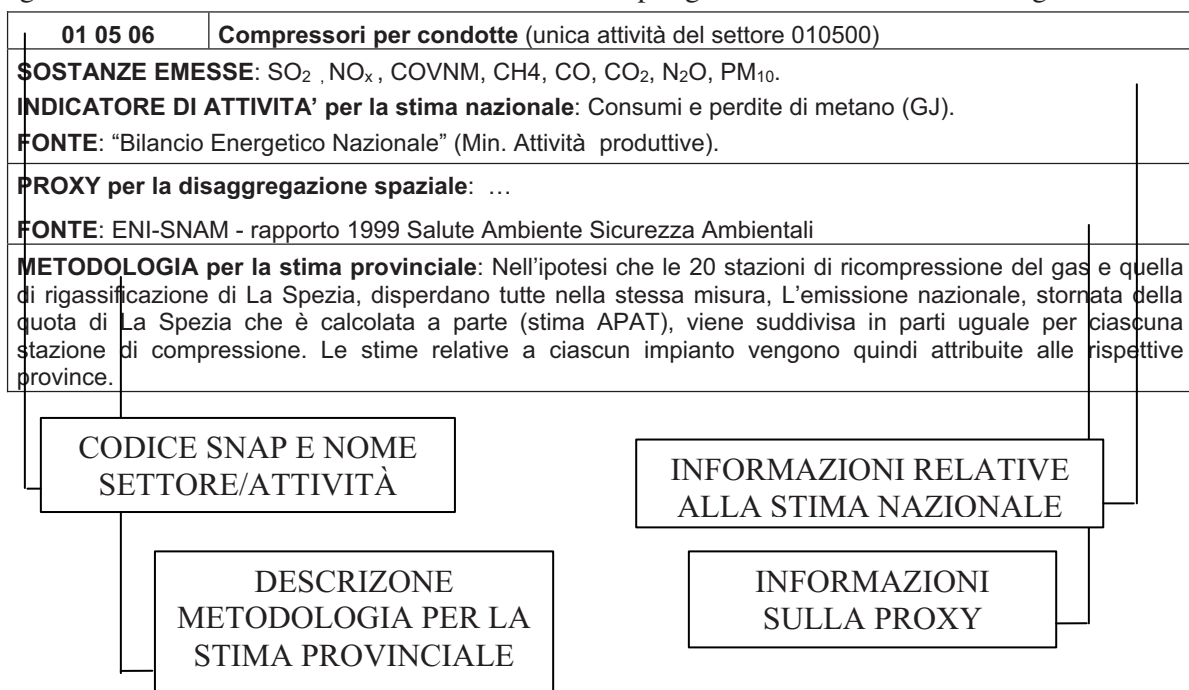 01 05 06 Compressori per condotte (unica attività del settore 010500)
SOSTANZE EMESSE: SO2 , NOx , COVNM, CH4, CO, CO2, N2O, PM10.
INDICATORE DI ATTIVITA' per la stima nazionale: Consumi e perdite di metano (GJ).
FONTE: “Bilancio Energetico Nazionale” (Min. Attività produttive).
PROXY per la disaggregazione spaziale: …
FONTE: ENI-SNAM - rapporto 1999 Salute Ambiente Sicurezza Ambientali
METODOLOGIA per la stima provinciale: Nell'ipotesi che le 20 stazioni di ricompressione del gas e quella
di rigassificazione di La Spezia, disperdano tutte nella stessa misura, L'emissione nazionale, stornata della
quota di La Spezia che è calcolata a parte (stima APAT), viene suddivisa in parti uguale per ciascuna
stazione di compressione. Le stime relative a ciascun impianto vengono quindi attribuite alle rispettive
province.
CODICE SNAP E NOME
SETTORE/ATTIVITÀ
INFORMAZIONI RELATIVE
ALLA STIMA NAZIONALE
DESCRIZONE
METODOLOGIA PER LA
STIMA PROVINCIALE
INFORMAZIONI
SULLA PROXY